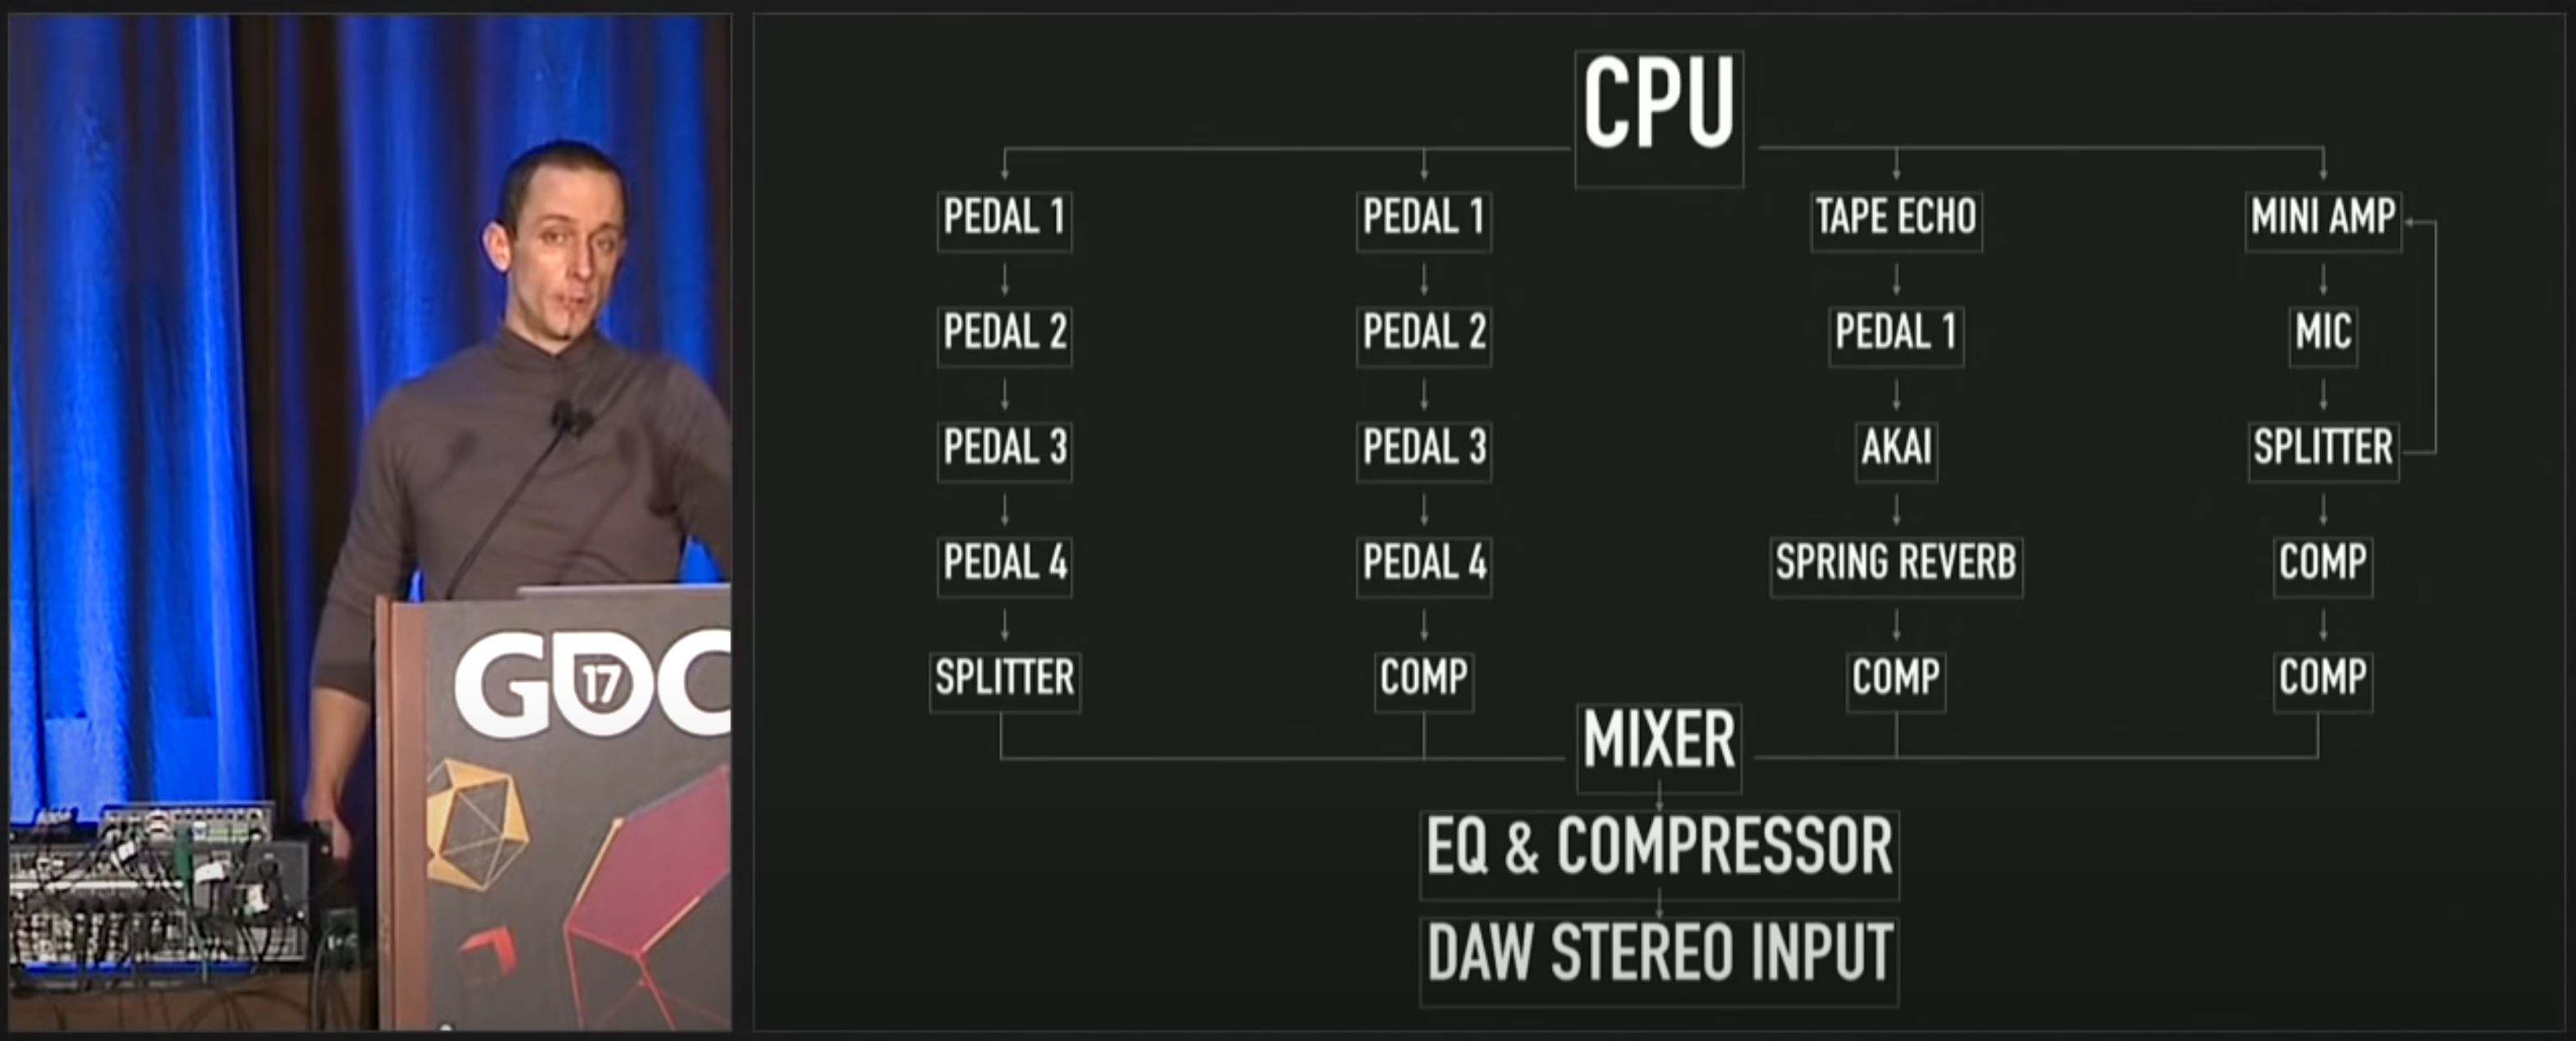 GDC
17
CPU
PEDAL 1
PEDAL 2
PEDAL 3
PEDAL 4
SPLITTER
PEDAL 1
PEDAL 2
PEDAL 3
PEDAL 4
COMP
TAPE ECHO
PEDAL 1
AKAI
SPRING REVERB
COMP
MINI AMP
MIC
SPLITTER
COMP
COMP
MIXER
EQ & COMPRESSOR
DAW STEREO INPUT